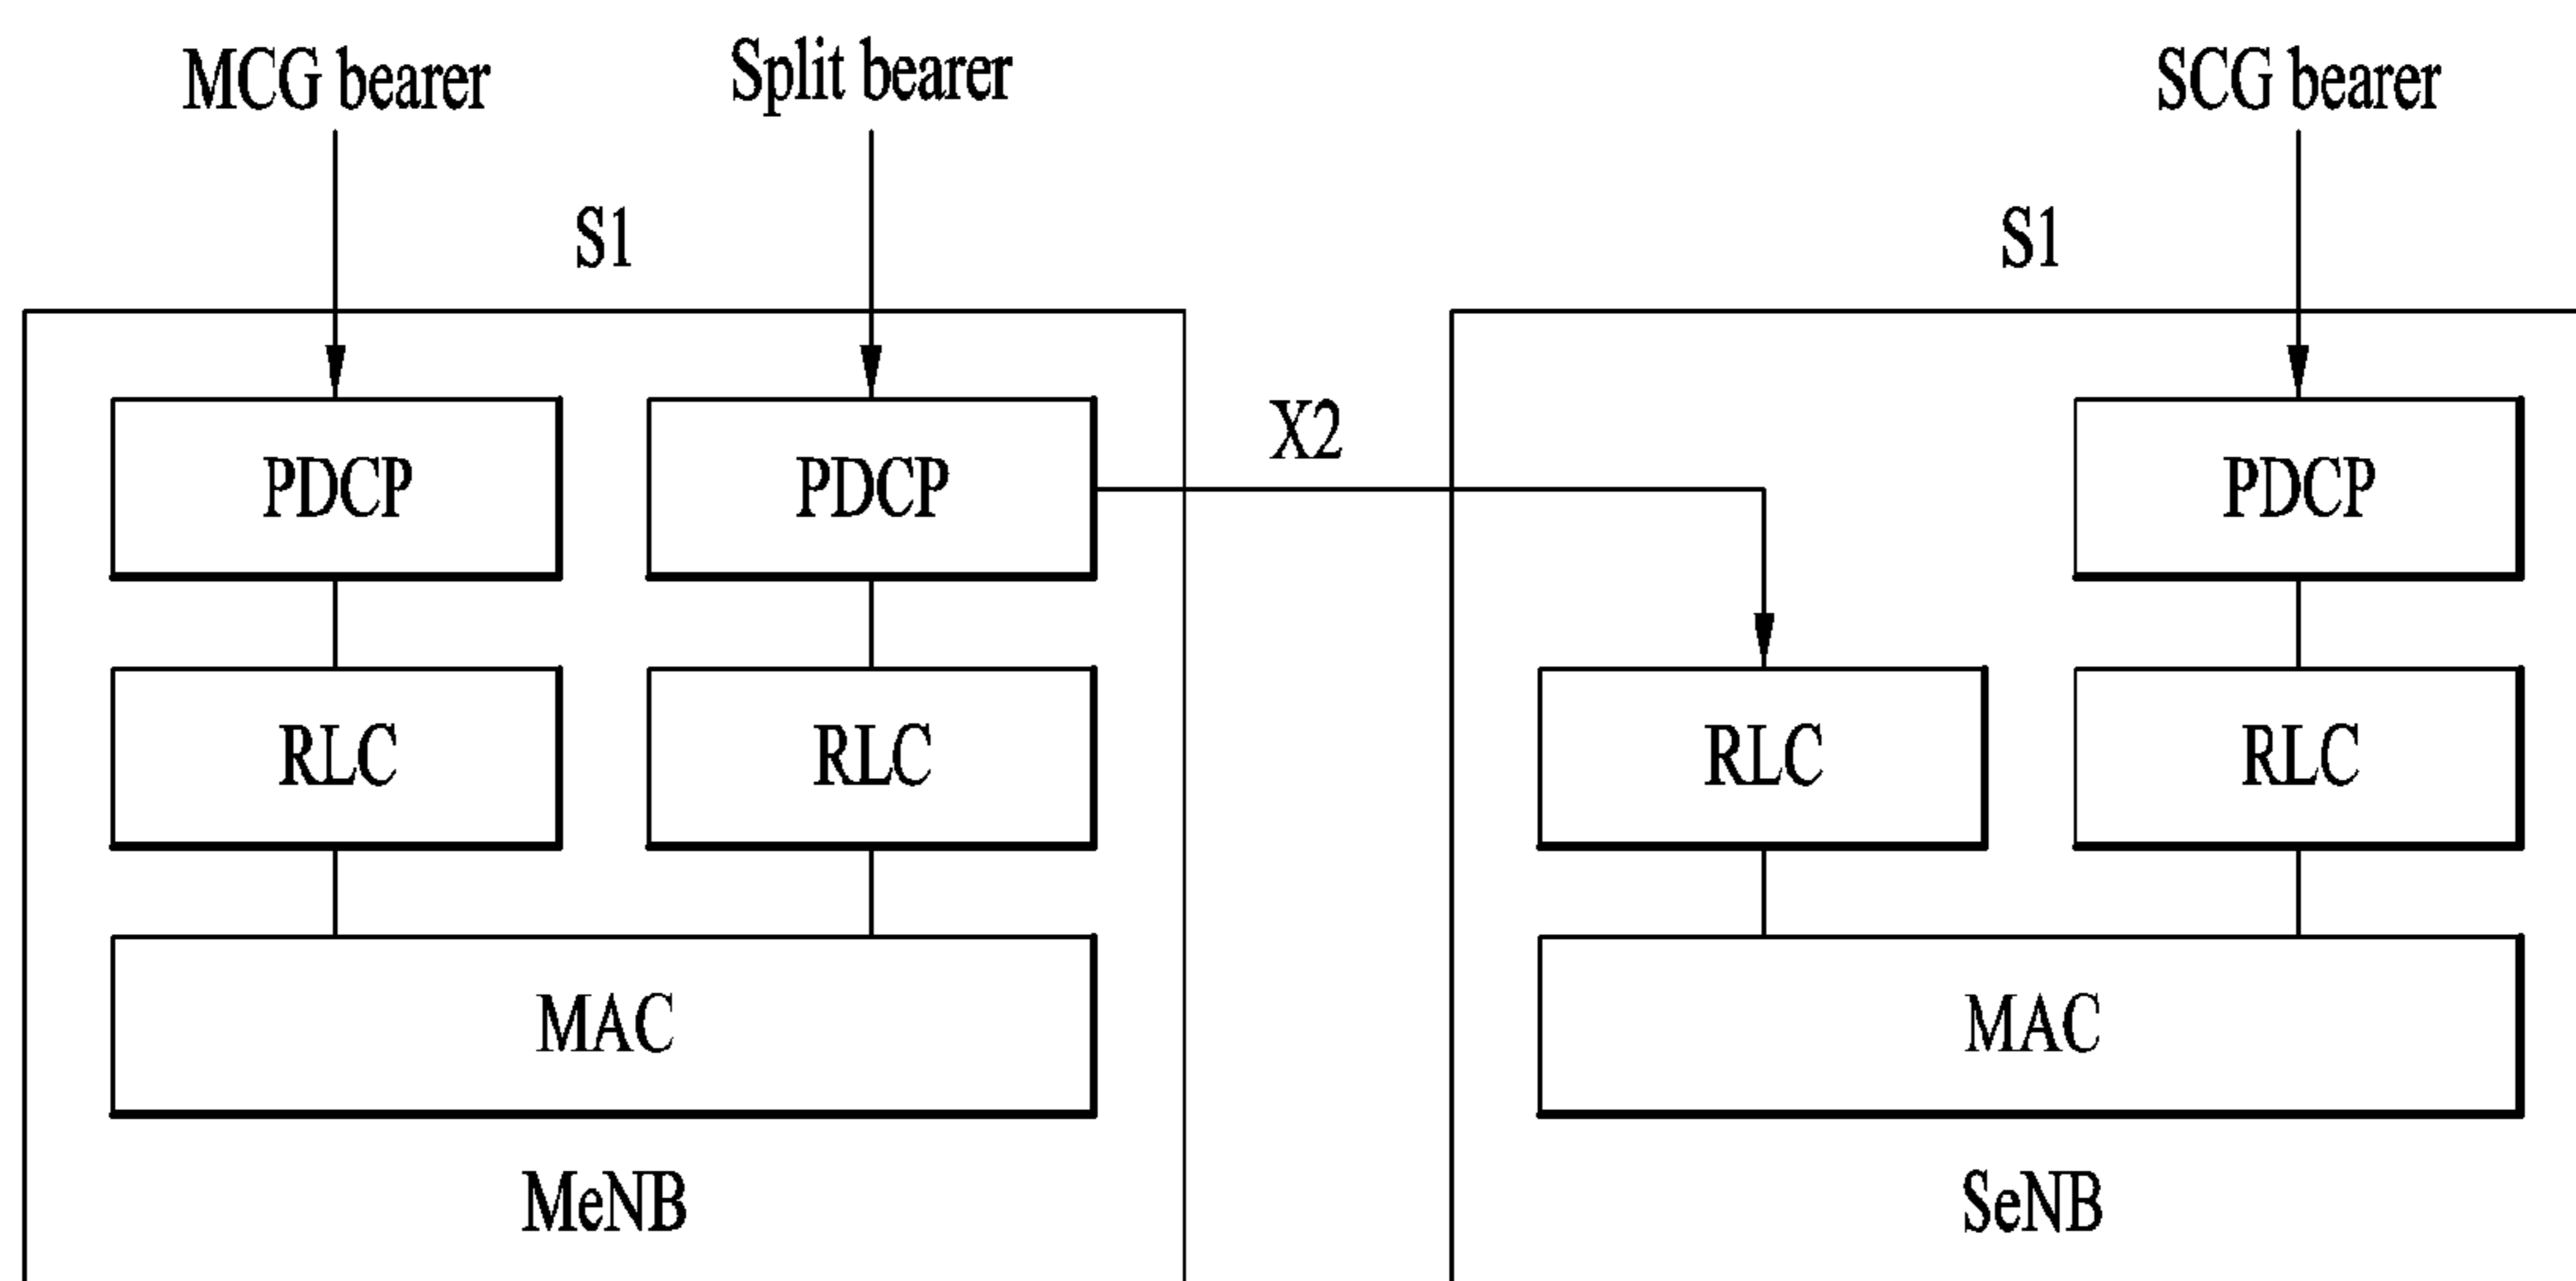 MCG bearer
Split bearer
SCG bearer
S1
S1
X2
PDCP
PDCP
PDCP
RLC
RLC
RLC
RLC
MAC
MAC
MeNB
SeNB